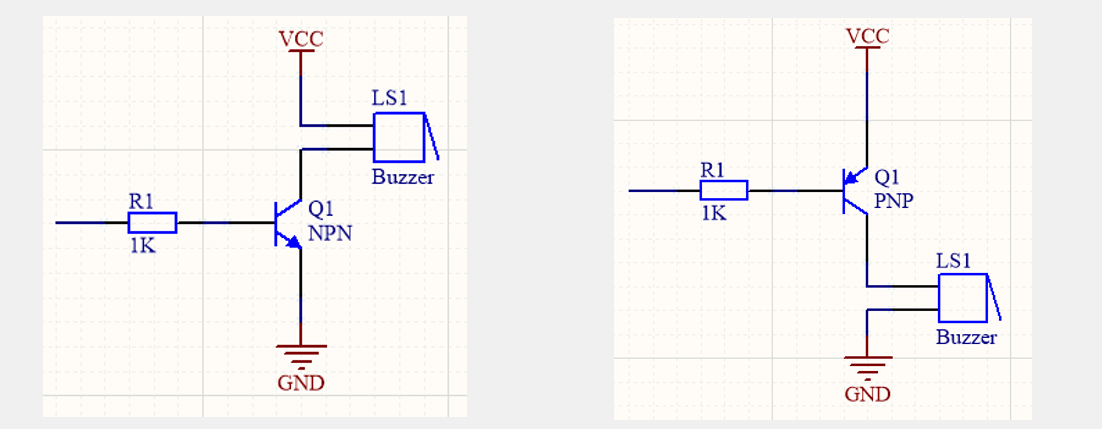 VCC
LS1
Buzzer
R1
1K
Q1
NPN
GND
VCC
R1
1K
Q1
PNP
LS1
Buzzer
GND